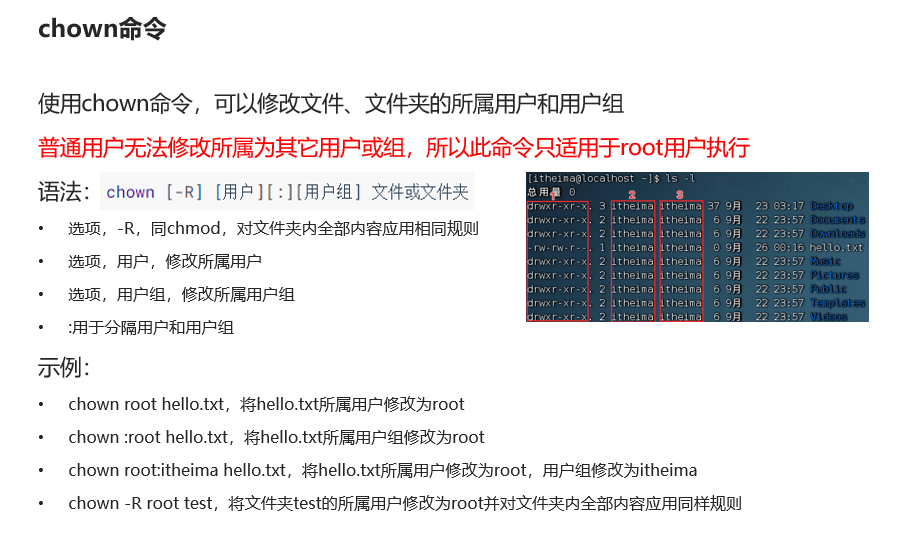 chown命令
使用chown命令，可以修改文件、文件夹的所属用户和用户组
普通用户无法修改所属为其它用户或组，所以此命令只适用于root用户执行
语法：chown [-R] [用户][:][用户组] 文件或文件夹
• 选项，-R，同chmod，对文件夹内全部内容应用相同规则
• 选项，用户，修改所属用户
• 选项，用户组，修改所属用户组
• :用于分隔用户和用户组
[itheima@localhost ~]$ ls -l
总用量 0
1 2 3
drwxr-xr-x. 3 itheima itheima 37 9月 23 03:17 Desktop
drwxr-xr-x. 2 itheima itheima 6 9月 22 23:57 Documents
drwxr-xr-x. 2 itheima itheima 6 9月 22 23:57 Downloads
-rw-rw-r--. 1 itheima itheima 0 9月 26 00:16 hello.txt
drwxr-xr-x. 2 itheima itheima 6 9月 22 23:57 Music
drwxr-xr-x. 2 itheima itheima 6 9月 22 23:57 Pictures
drwxr-xr-x. 2 itheima itheima 6 9月 22 23:57 Public
drwxr-xr-x. 2 itheima itheima 6 9月 22 23:57 Templates
drwxr-xr-x. 2 itheima itheima 6 9月 22 23:57 Videos
示例：
• chown root hello.txt，将hello.txt所属用户修改为root
• chown :root hello.txt，将hello.txt所属用户组修改为root
• chown root:itheima hello.txt，将hello.txt所属用户修改为root，用户组修改为itheima
• chown -R root test，将文件夹test的所属用户修改为root并对文件夹内全部内容应用同样规则